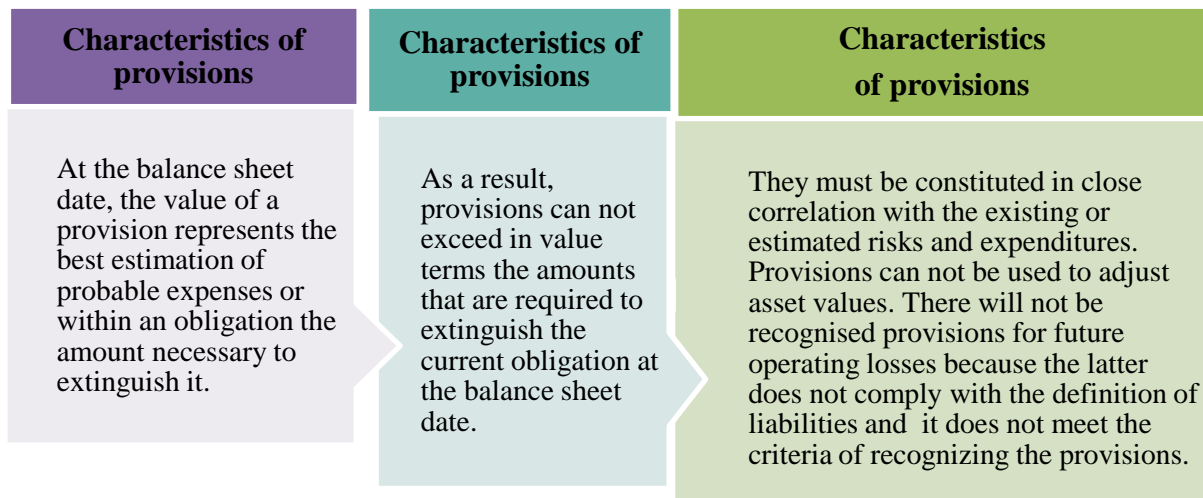 Characteristics of
provisions
At the balance sheet
date, the value of a
provision represents the
best estimation of
probable expenses or
within an obligation the
amount necessary to
extinguish it.
Characteristics of
provisions
As a result,
provisions can not
exceed in value
terms the amounts
that are required to
extinguish the
current obligation at
the balance sheet
date.
Characteristics
of provisions
They must be constituted in close
correlation with the existing or
estimated risks and expenditures.
Provisions can not be used to adjust
asset values. There will not be
recognised provisions for future
operating losses because the latter
does not comply with the definition of
liabilities and  it does not meet the
criteria of recognizing the provisions.